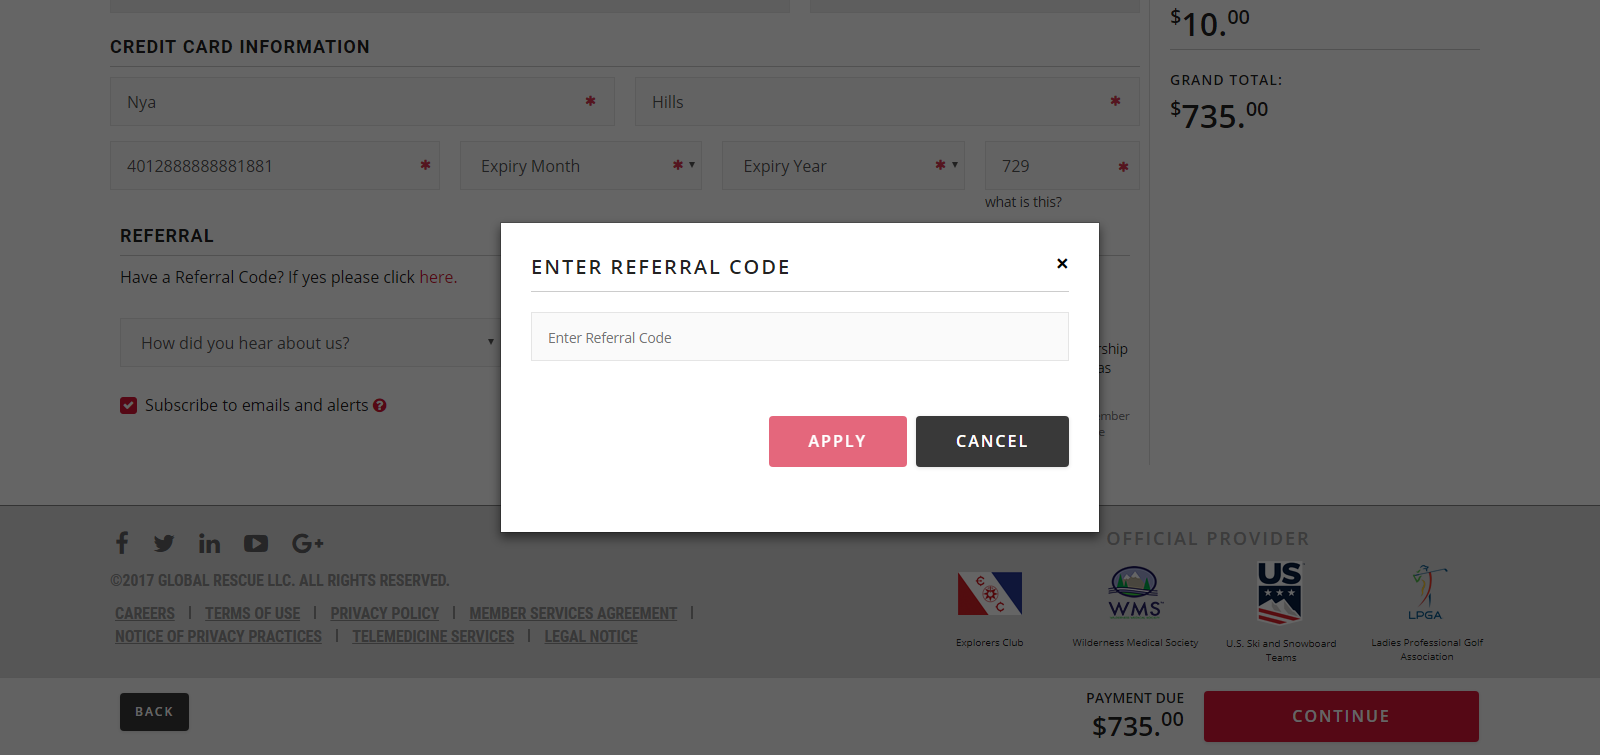 $10.00
CREDIT CARD INFORMATION
GRAND TOTAL:
$735.00
Nya *
Hills *
4012888888881881 *
Expiry Month *
Expiry Year *
729 *
what is this?
REFERRAL
Have a Referral Code? If yes please click here.
How did you hear about us?
Subscribe to emails and alerts ?
ENTER REFERRAL CODE ×
Enter Referral Code
APPLY
CANCEL
rship
as
mber
e
©2017 GLOBAL RESCUE LLC. ALL RIGHTS RESERVED.
CAREERS | TERMS OF USE | PRIVACY POLICY | MEMBER SERVICES AGREEMENT |
NOTICE OF PRIVACY PRACTICES | TELEMEDICINE SERVICES | LEGAL NOTICE
OFFICIAL PROVIDER
E
C
WMS
US
LPGA
Explorers Club
Wilderness Medical Society
U.S. Ski and Snowboard
Teams
Ladies Professional Golf
Association
BACK
PAYMENT DUE
$735.00
CONTINUE